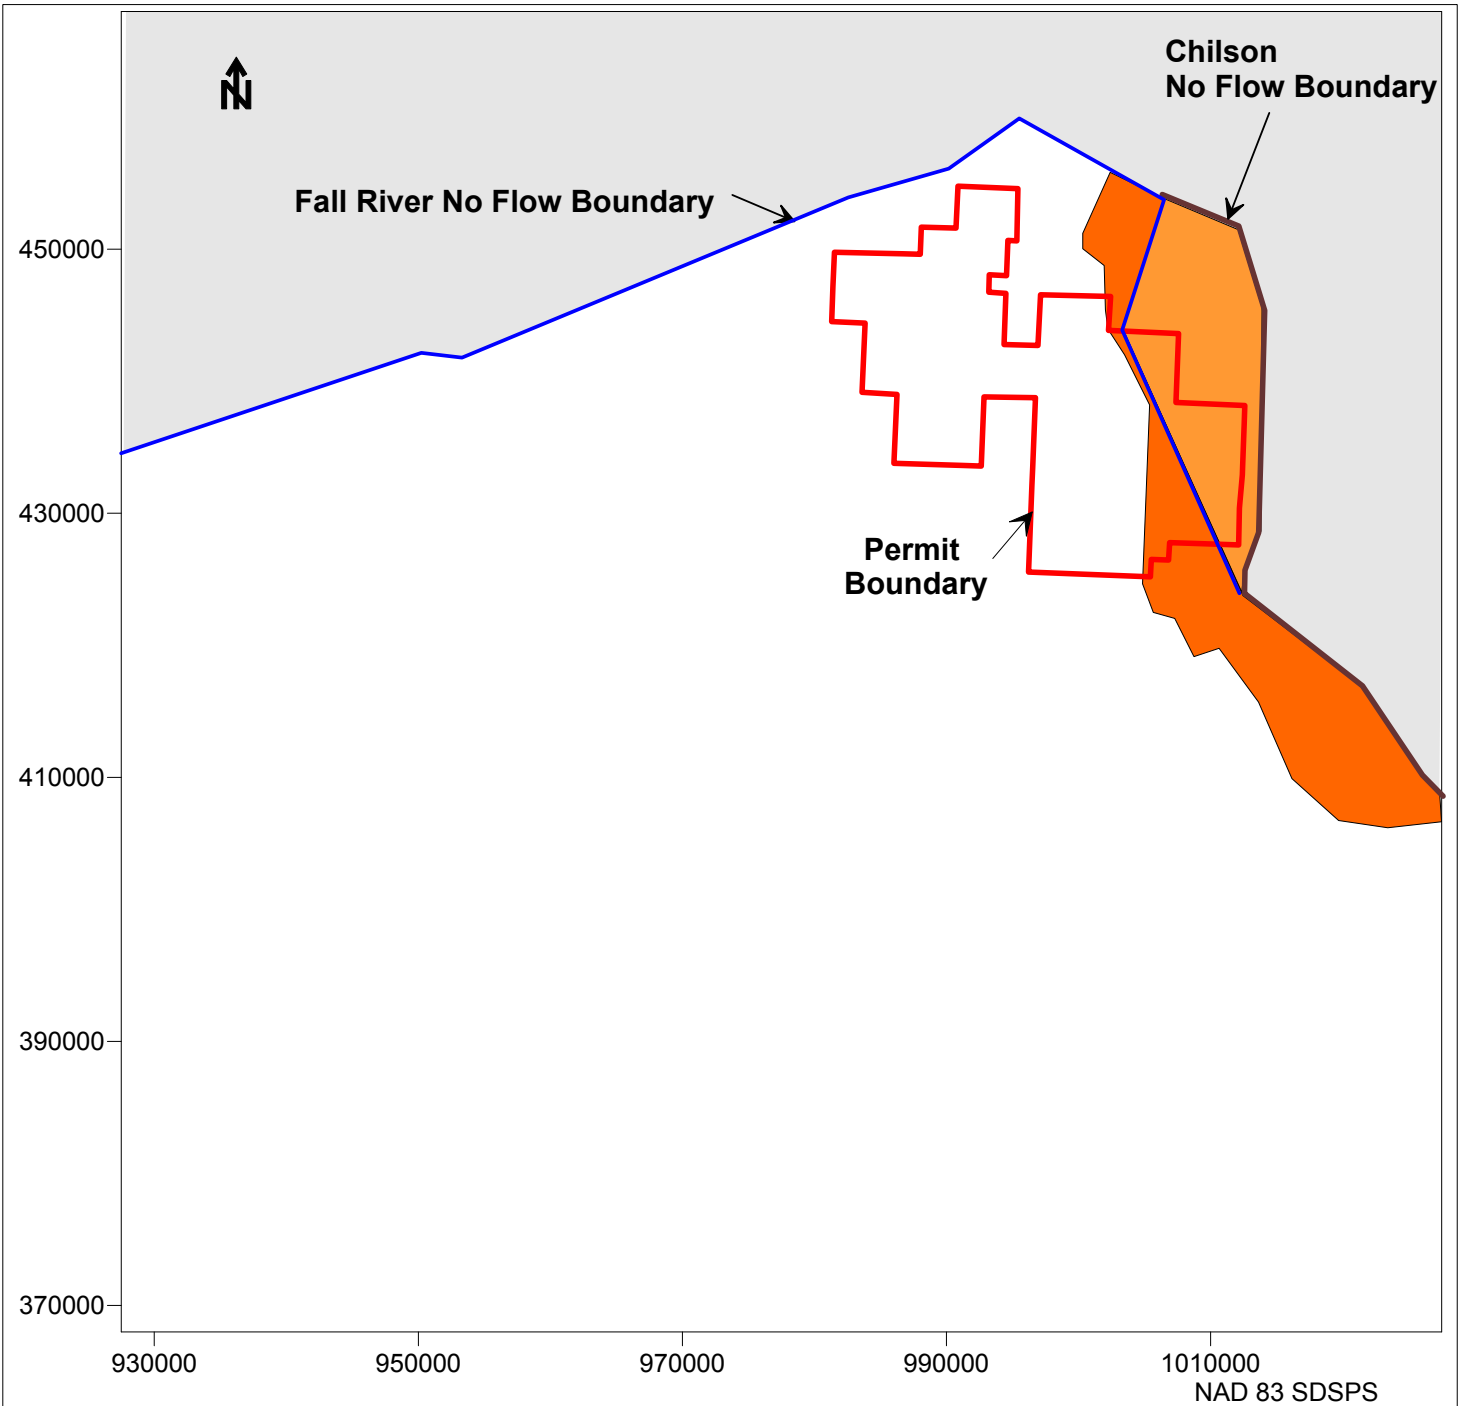 Chilson
No Flow Boundary
N
Fall River No Flow Boundary
450000
430000
Permit
Boundary
410000
390000
370000
930000
950000
970000
990000
1010000
NAD 83 SDSPS